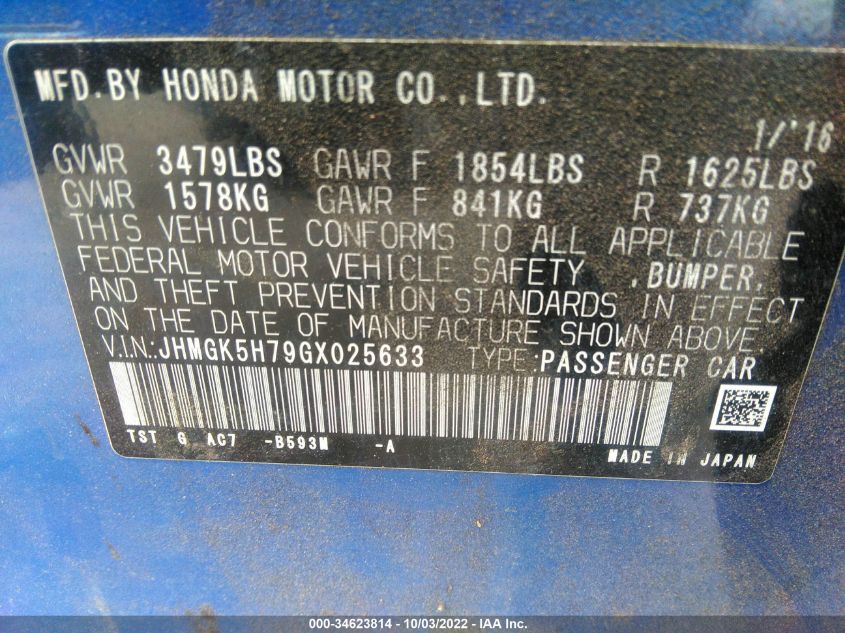 MFD.BY HONDA MOTOR CO.,LTD.
1/'16
GVWR 3479LBS GAWR F 1854LBS R 1625LBS
GVWR 1578KG GAWR F 841KG R 737KG
THIS VEHICLE CONFORMS TO ALL APPLICABLE
FEDERAL MOTOR VEHICLE SAFETY ,BUMPER,
AND THEFT PREVENTION STANDARDS IN EFFECT
ON THE DATE OF MANUFACTURE SHOWN ABOVE.
V.IN.:JHMGK5H79GX025633 TYPE:PASSENGER CAR
TST G AC7 -B593M -A
MADE IN JAPAN
000-34623814 - 10/03/2022 - IAA Inc.